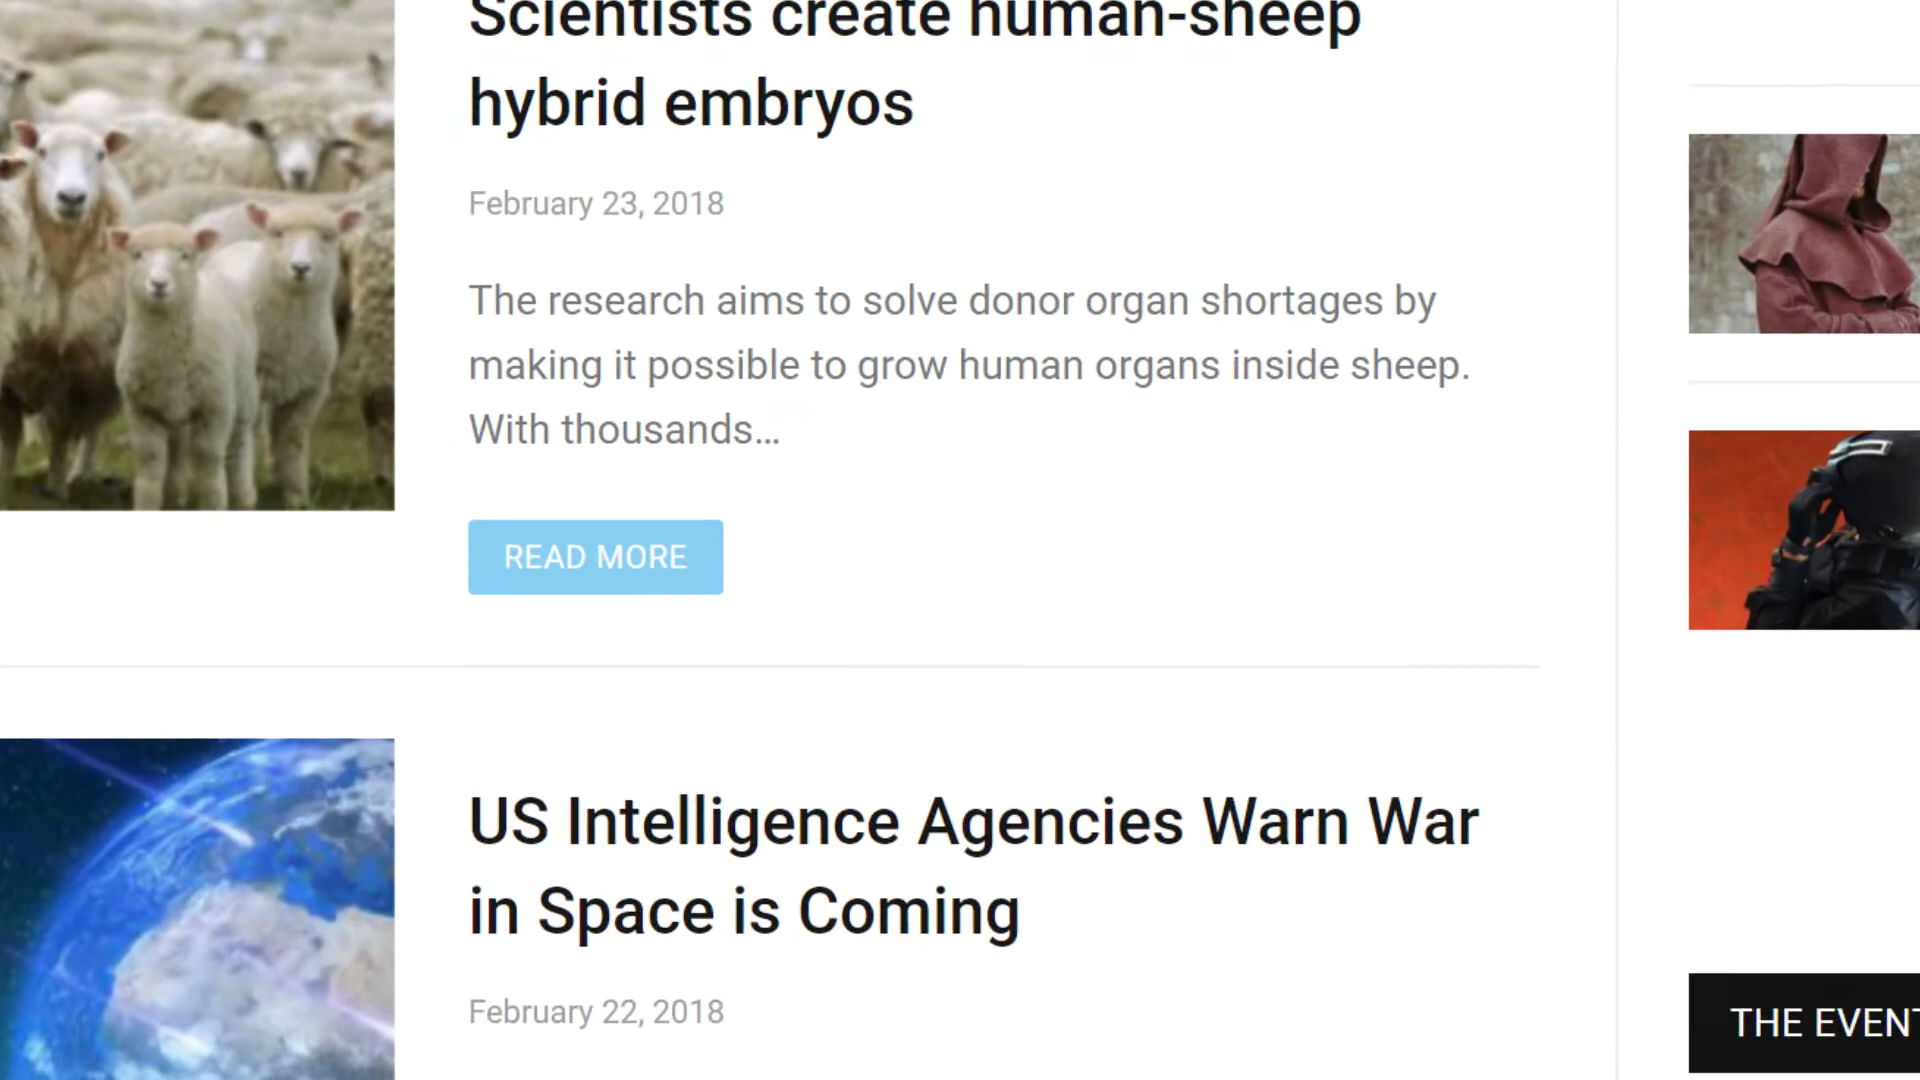 Scientists create human-sheep
hybrid embryos
February 23, 2018
The research aims to solve donor organ shortages by
making it possible to grow human organs inside sheep.
With thousands...
READ MORE
US Intelligence Agencies Warn War
in Space is Coming
February 22, 2018
THE EVENT